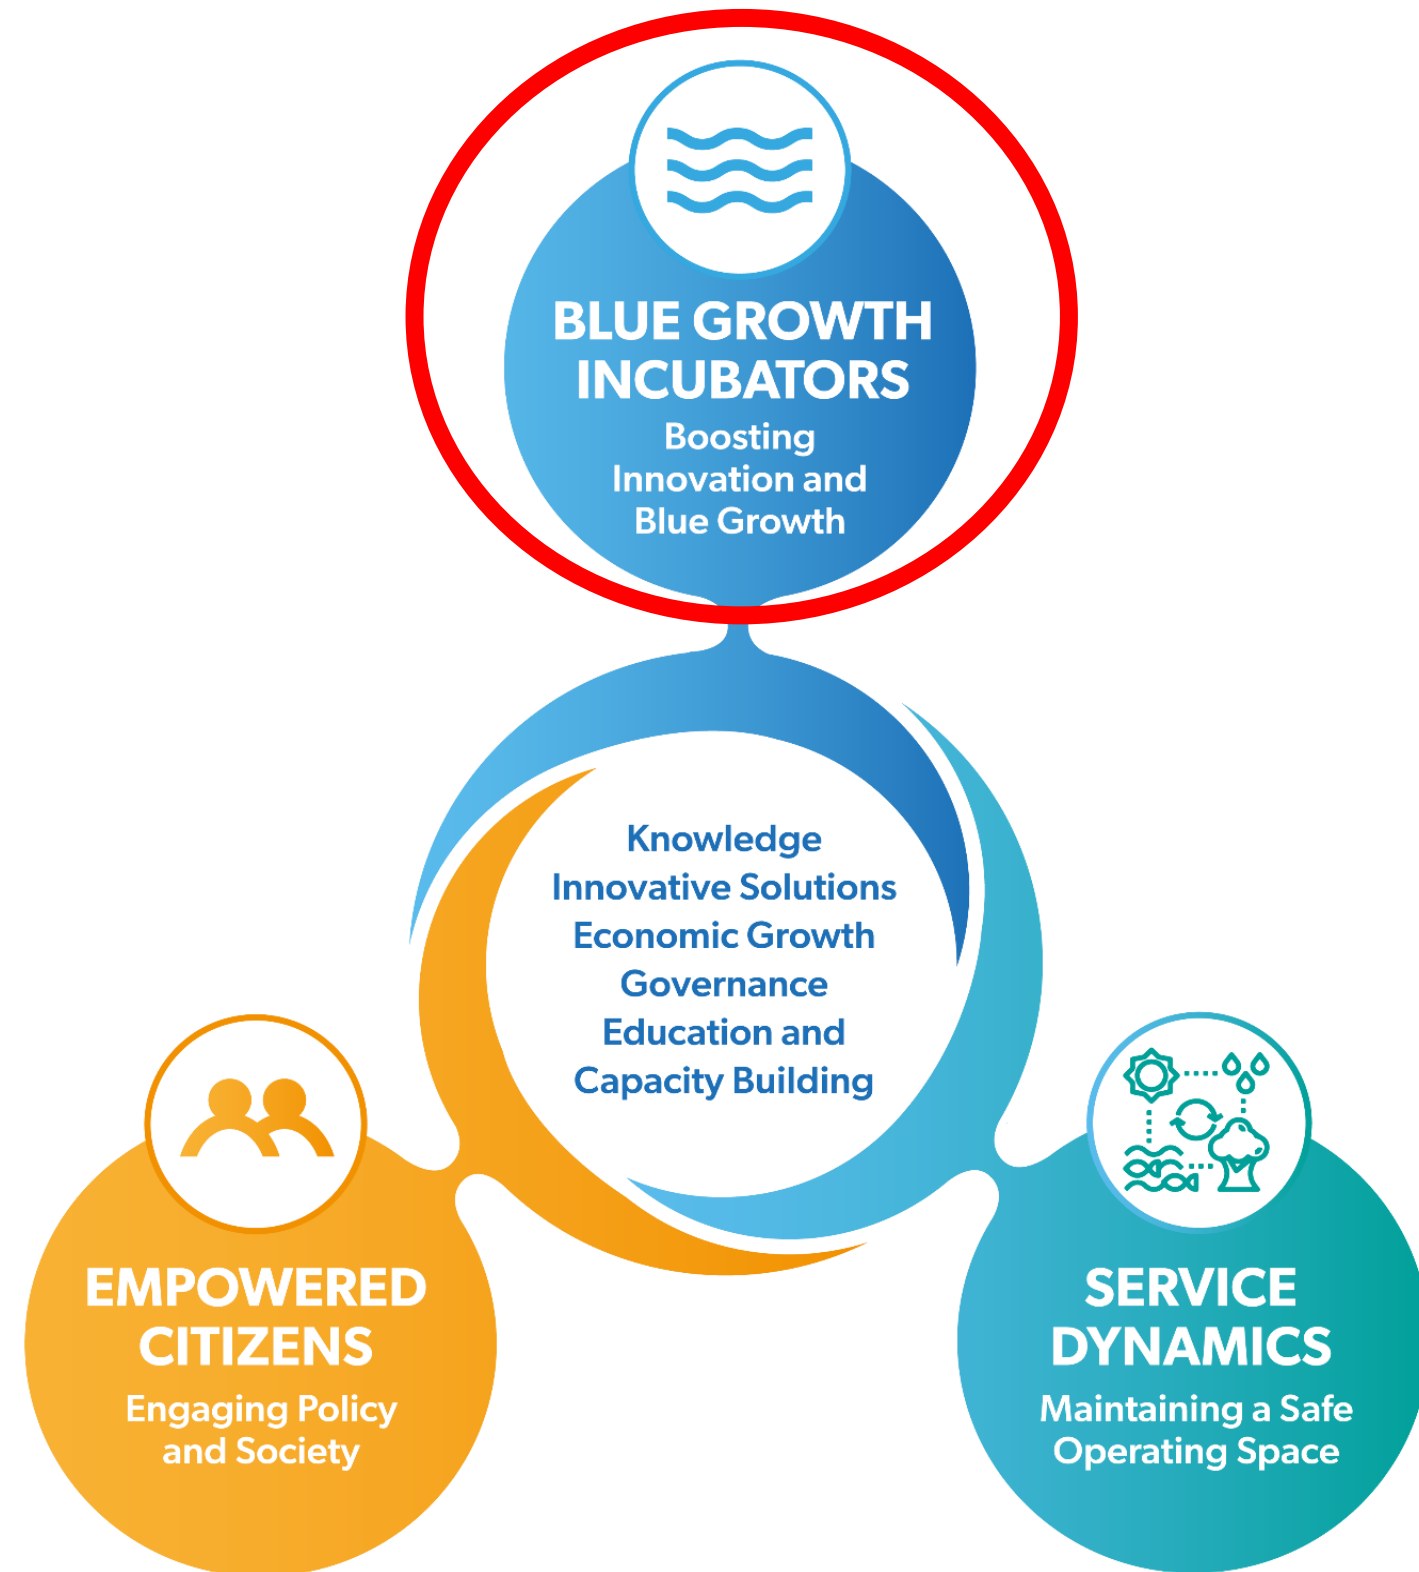 BLUE GROWTH
INCUBATORS
Boosting
Innovation and
Blue Growth
Knowledge
Innovative Solutions
Economic Growth
Governance
Education and
Capacity Building
EMPOWERED
CITIZENS
Engaging Policy
and Society
SERVICE
DYNAMICS
Maintaining a Safe
Operating Space